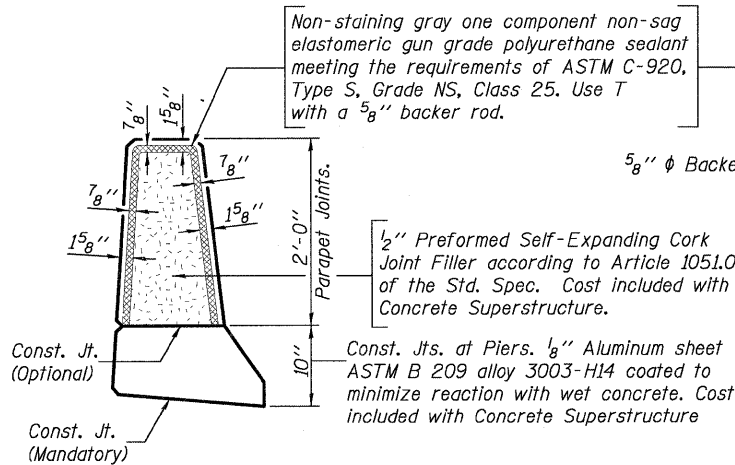 Non-staining gray one component non-sag
elastomeric gun grade polyurethane sealant
meeting the requirements of ASTM C-920,
Type S, Grade NS, Class 25. Use T
with a 5/8" backer rod.
7/8"
1 5/8"
5/8" φ Backe
7/8"
7/8"
1 5/8"
1 5/8"
2'-0"
Parapet Joints.
1/2" Preformed Self-Expanding Cork
Joint Filler according to Article 1051.0
of the Std. Spec. Cost included with
Concrete Superstructure.
Const. Jt.
(Optional)
10"
Const. Jts. at Piers. 1/8" Aluminum sheet
ASTM B 209 alloy 3003-H14 coated to
minimize reaction with wet concrete. Cost
included with Concrete Superstructure
Const. Jt.
(Mandatory)